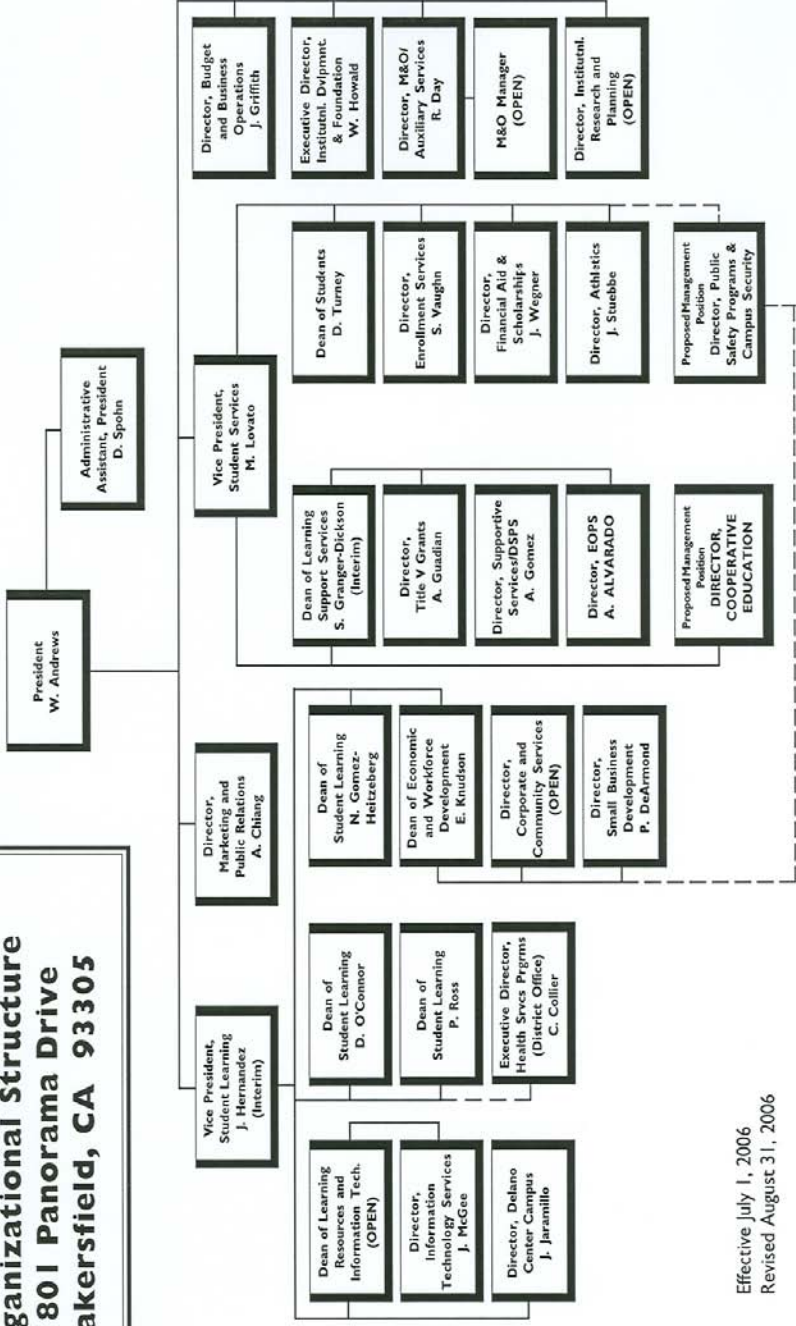 ganizational Structure
801 Panorama Drive
akersfield, CA 93305
President
W. Andrews
Administrative
Assistant, President
D. Spohn
Vice President,
Student Learning
J. Hernandez
(Interim)
Director,
Marketing and
Public Relations
A. Chiang
Vice President,
Student Services
M. Lovato
Director, Budget
and Business
Operations
J. Griffith
Executive Director,
Institutnl. Dvlpmnt.
& Foundation
W. Howald
Director, M&O/
Auxiliary Services
R. Day
M&O Manager
(OPEN)
Director, Institutnl.
Research and
Planning
(OPEN)
Dean of Learning
Resources and
Information Tech.
(OPEN)
Director,
Information
Technology Services
J. McGee
Director, Delano
Center Campus
J. Jaramillo
Dean of
Student Learning
D. O'Connor
Dean of
Student Learning
P. Ross
Executive Director,
Health Srvcs Prgrms
(District Office)
C. Collier
Dean of
Student Learning
N. Gomez-
Heitzeberg
Dean of Economic
and Workforce
Development
E. Knudson
Director,
Corporate and
Community Services
(OPEN)
Director,
Small Business
Development
P. DeArmond
Dean of Learning
Support Services
S. Granger-Dickson
(Interim)
Director,
Title V Grants
A. Guadian
Director, Supportive
Services/DSPS
A. Gomez
Director, EOPS
A. ALVARADO
Proposed Management
Position
DIRECTOR,
COOPERATIVE
EDUCATION
Dean of Students
D. Turney
Director,
Enrollment Services
S. Vaughn
Director,
Financial Aid &
Scholarships
J. Wegner
Director, Athletics
J. Stuebbe
Proposed Management
Position
Director, Public
Safety Programs &
Campus Security
Effective July 1, 2006
Revised August 31, 2006